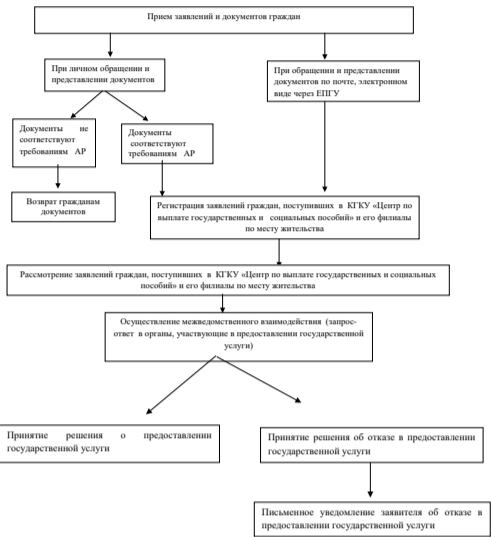 Прием заявлений и документов граждан
При личном обращении и
представлении документов
При обращении и представлении
документов по почте, электронном
виде через ЕПГУ
Документы не
соответствуют
требованиям АР
Документы
соответствуют
требованиям АР
Возврат гражданам
документов
Регистрация заявлений граждан, поступивших в КГКУ «Центр по
выплате государственных и социальных пособий» и его филиалы
по месту жительства
Рассмотрение заявлений граждан, поступивших в КГКУ «Центр по выплате государственных и социальных
пособий» и его филиалы по месту жительства
Осуществление межведомственного взаимодействия (запрос-
ответ в органы, участвующие в предоставлении государственной
услуги)
Принятие решения о предоставлении
государственной услуги
Принятие решения об отказе в предоставлении
государственной услуги
Письменное уведомление заявителя об отказе в
предоставлении государственной услуги